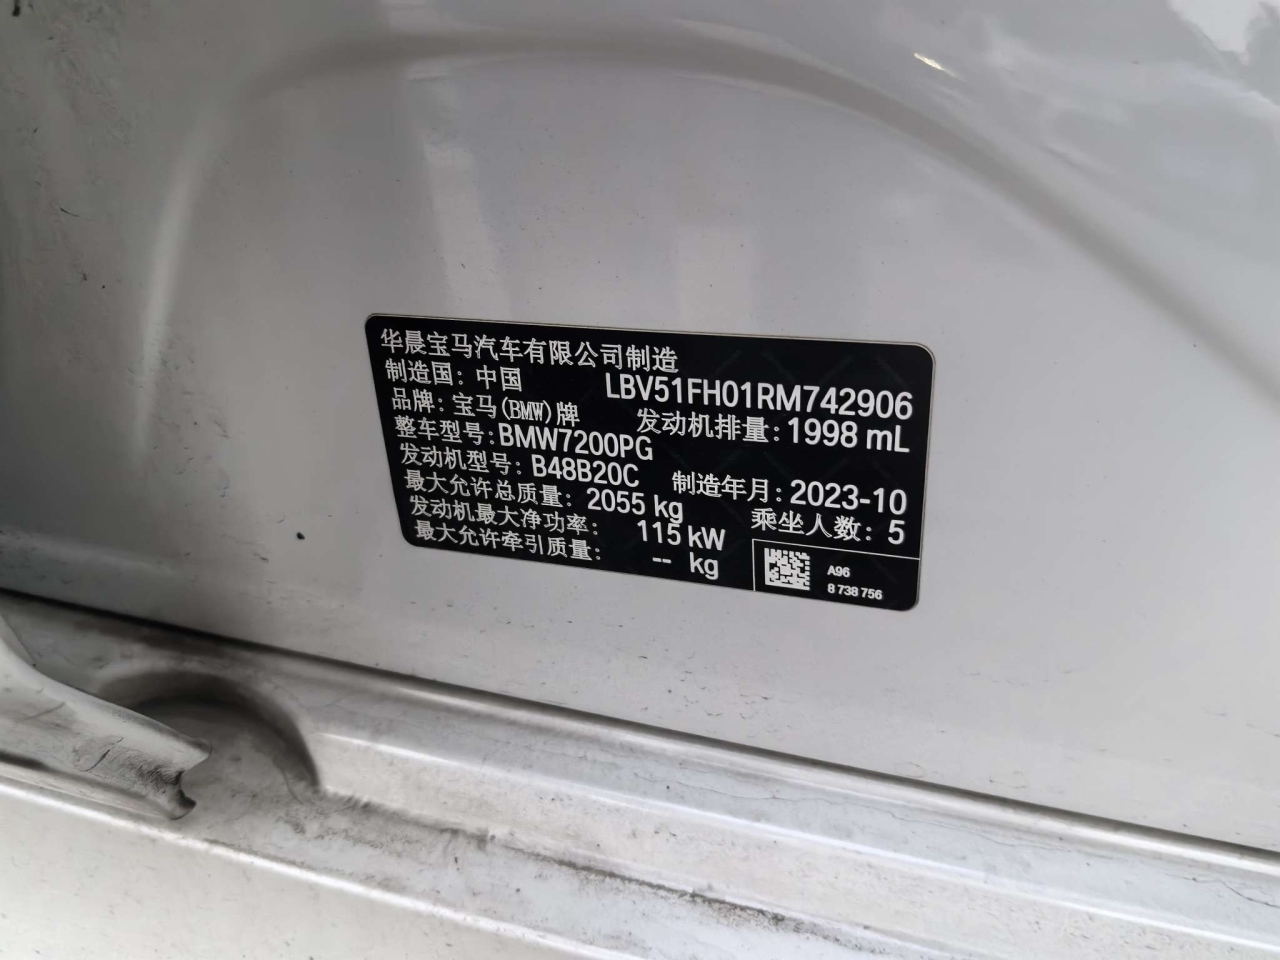 华晨宝马汽车有限公司制造
制造国: 中国 LBV51FH01RM742906
品牌: 宝马(BMW)牌 发动机排量: 1998 mL
整车型号: BMW7200PG
发动机型号: B48B20C 制造年月: 2023-10
最大允许总质量: 2055 kg 乘坐人数: 5
发动机最大净功率: 115 kW
最大允许牵引质量: -- kg
A96
8 738 756